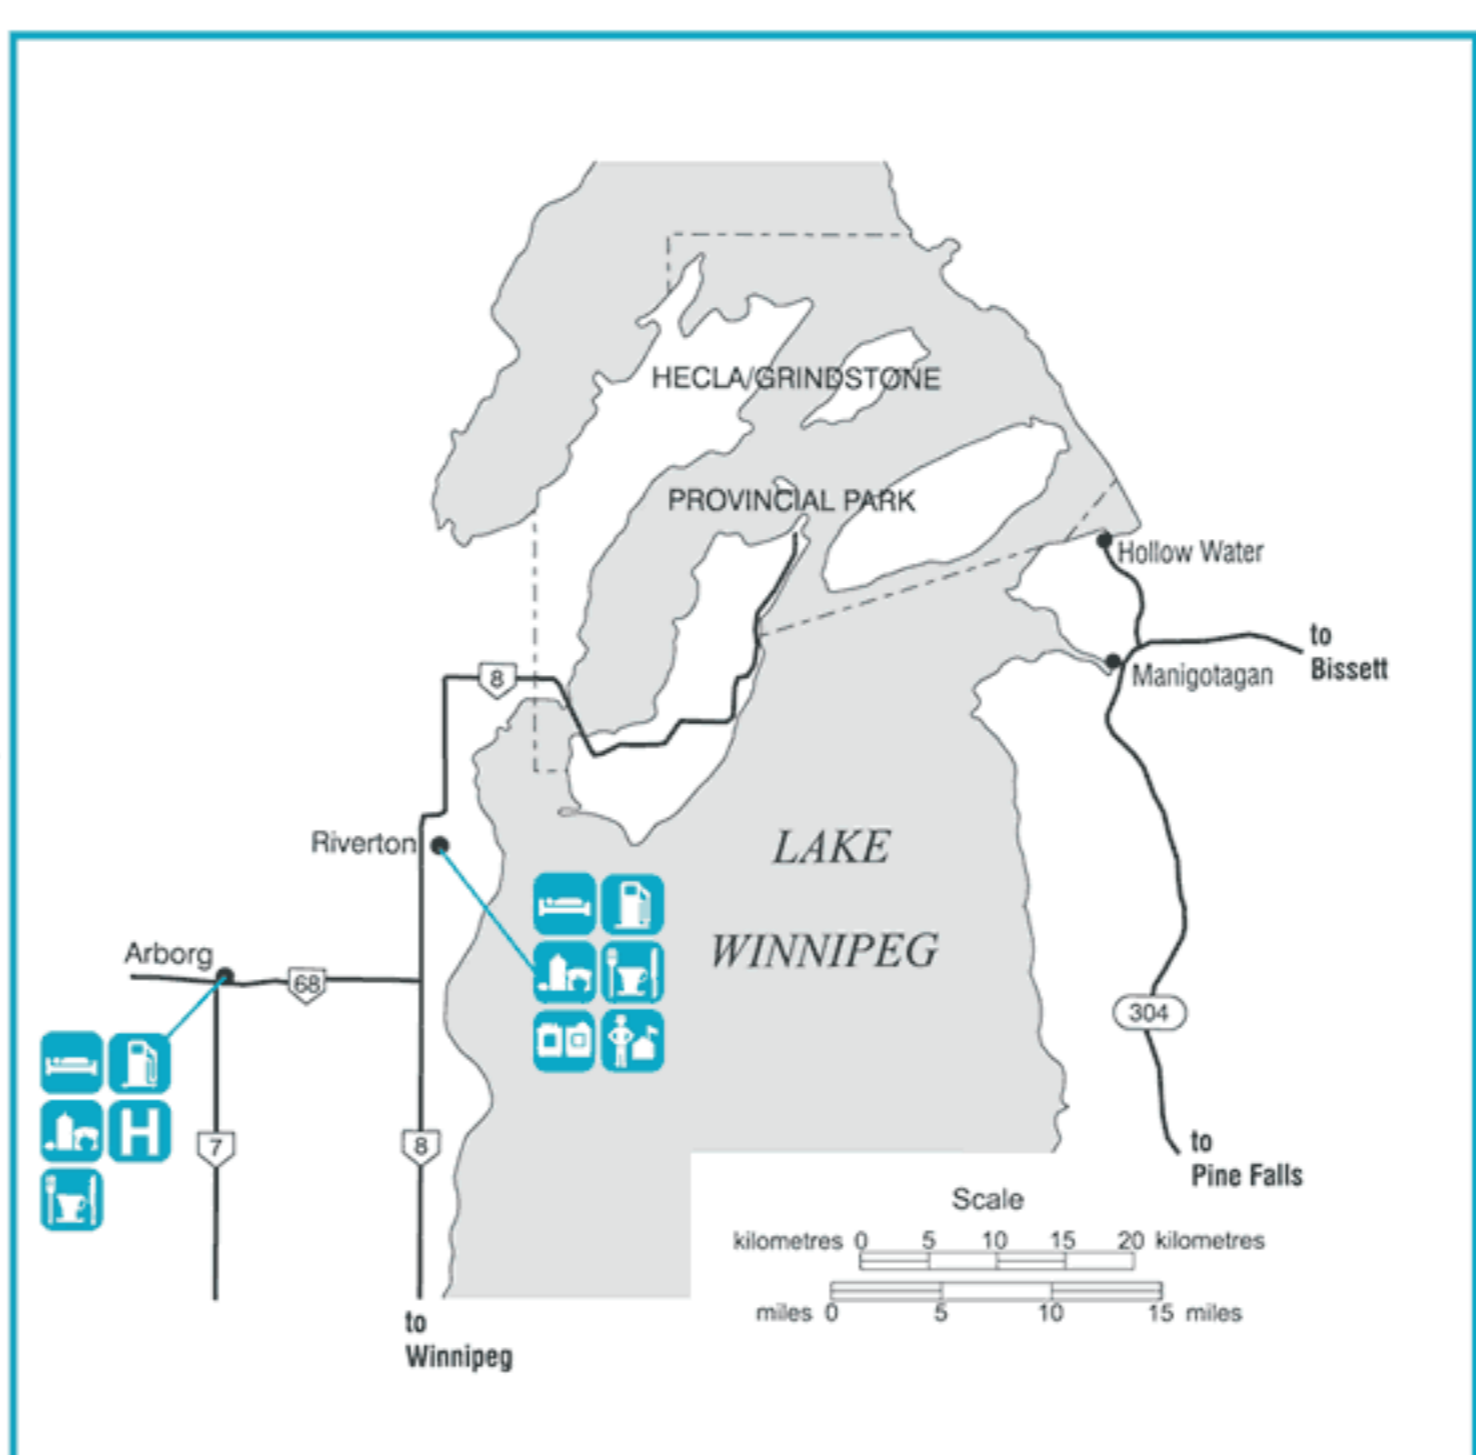 HECLA/GRINDSTONE
PROVINCIAL PARK
Hollow Water
to
Bissett
Manigotagan
8
Riverton
LAKE
WINNIPEG
Arborg
68
304
H
7
8
to
Pine Falls
Scale
kilometres 0 5 10 15 20 kilometres
miles 0 5 10 15 miles
to
Winnipeg